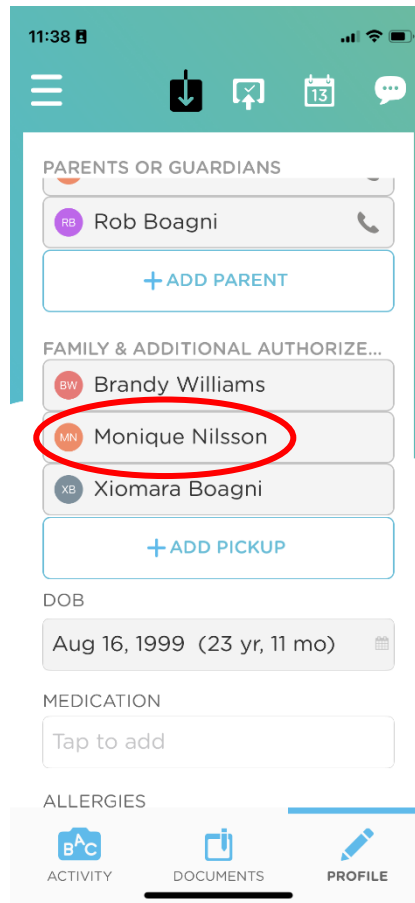 11:38
13
PARENTS OR GUARDIANS
RB Rob Boagni
+ ADD PARENT
FAMILY & ADDITIONAL AUTHORIZE...
BW Brandy Williams
MN Monique Nilsson
XB Xiomara Boagni
+ ADD PICKUP
DOB
Aug 16, 1999 (23 yr, 11 mo)
MEDICATION
Tap to add
ALLERGIES
BAC
ACTIVITY DOCUMENTS PROFILE